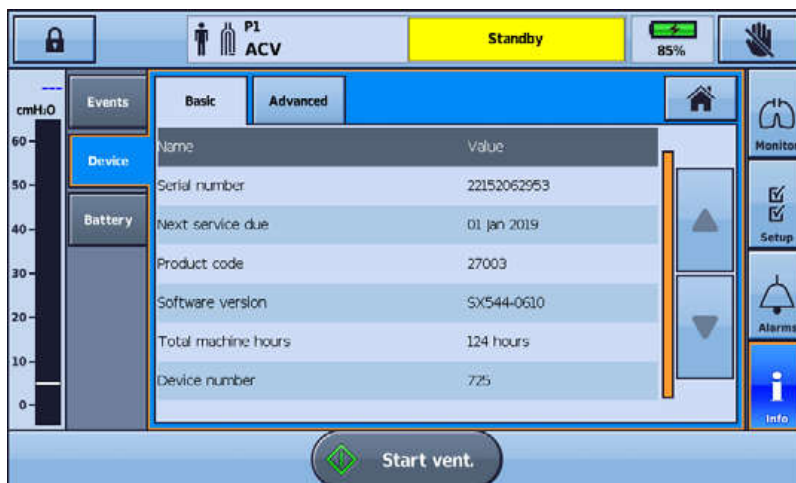 P1
ACV
Standby
85%
---
cmH₂O
60
50
40
30
20
10
0
Events
Device
Battery
Basic
Advanced
Name Value
Serial number 22152062953
Next service due 01 Jan 2019
Product code 27003
Software version SX544-0610
Total machine hours 124 hours
Device number 725
Monitor
Setup
Alarms
i
Info
Start vent.